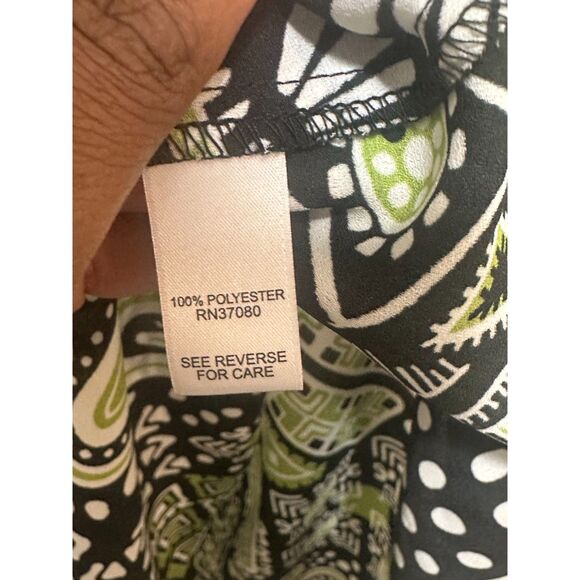 100% POLYESTER
RN37080
SEE REVERSE
FOR CARE